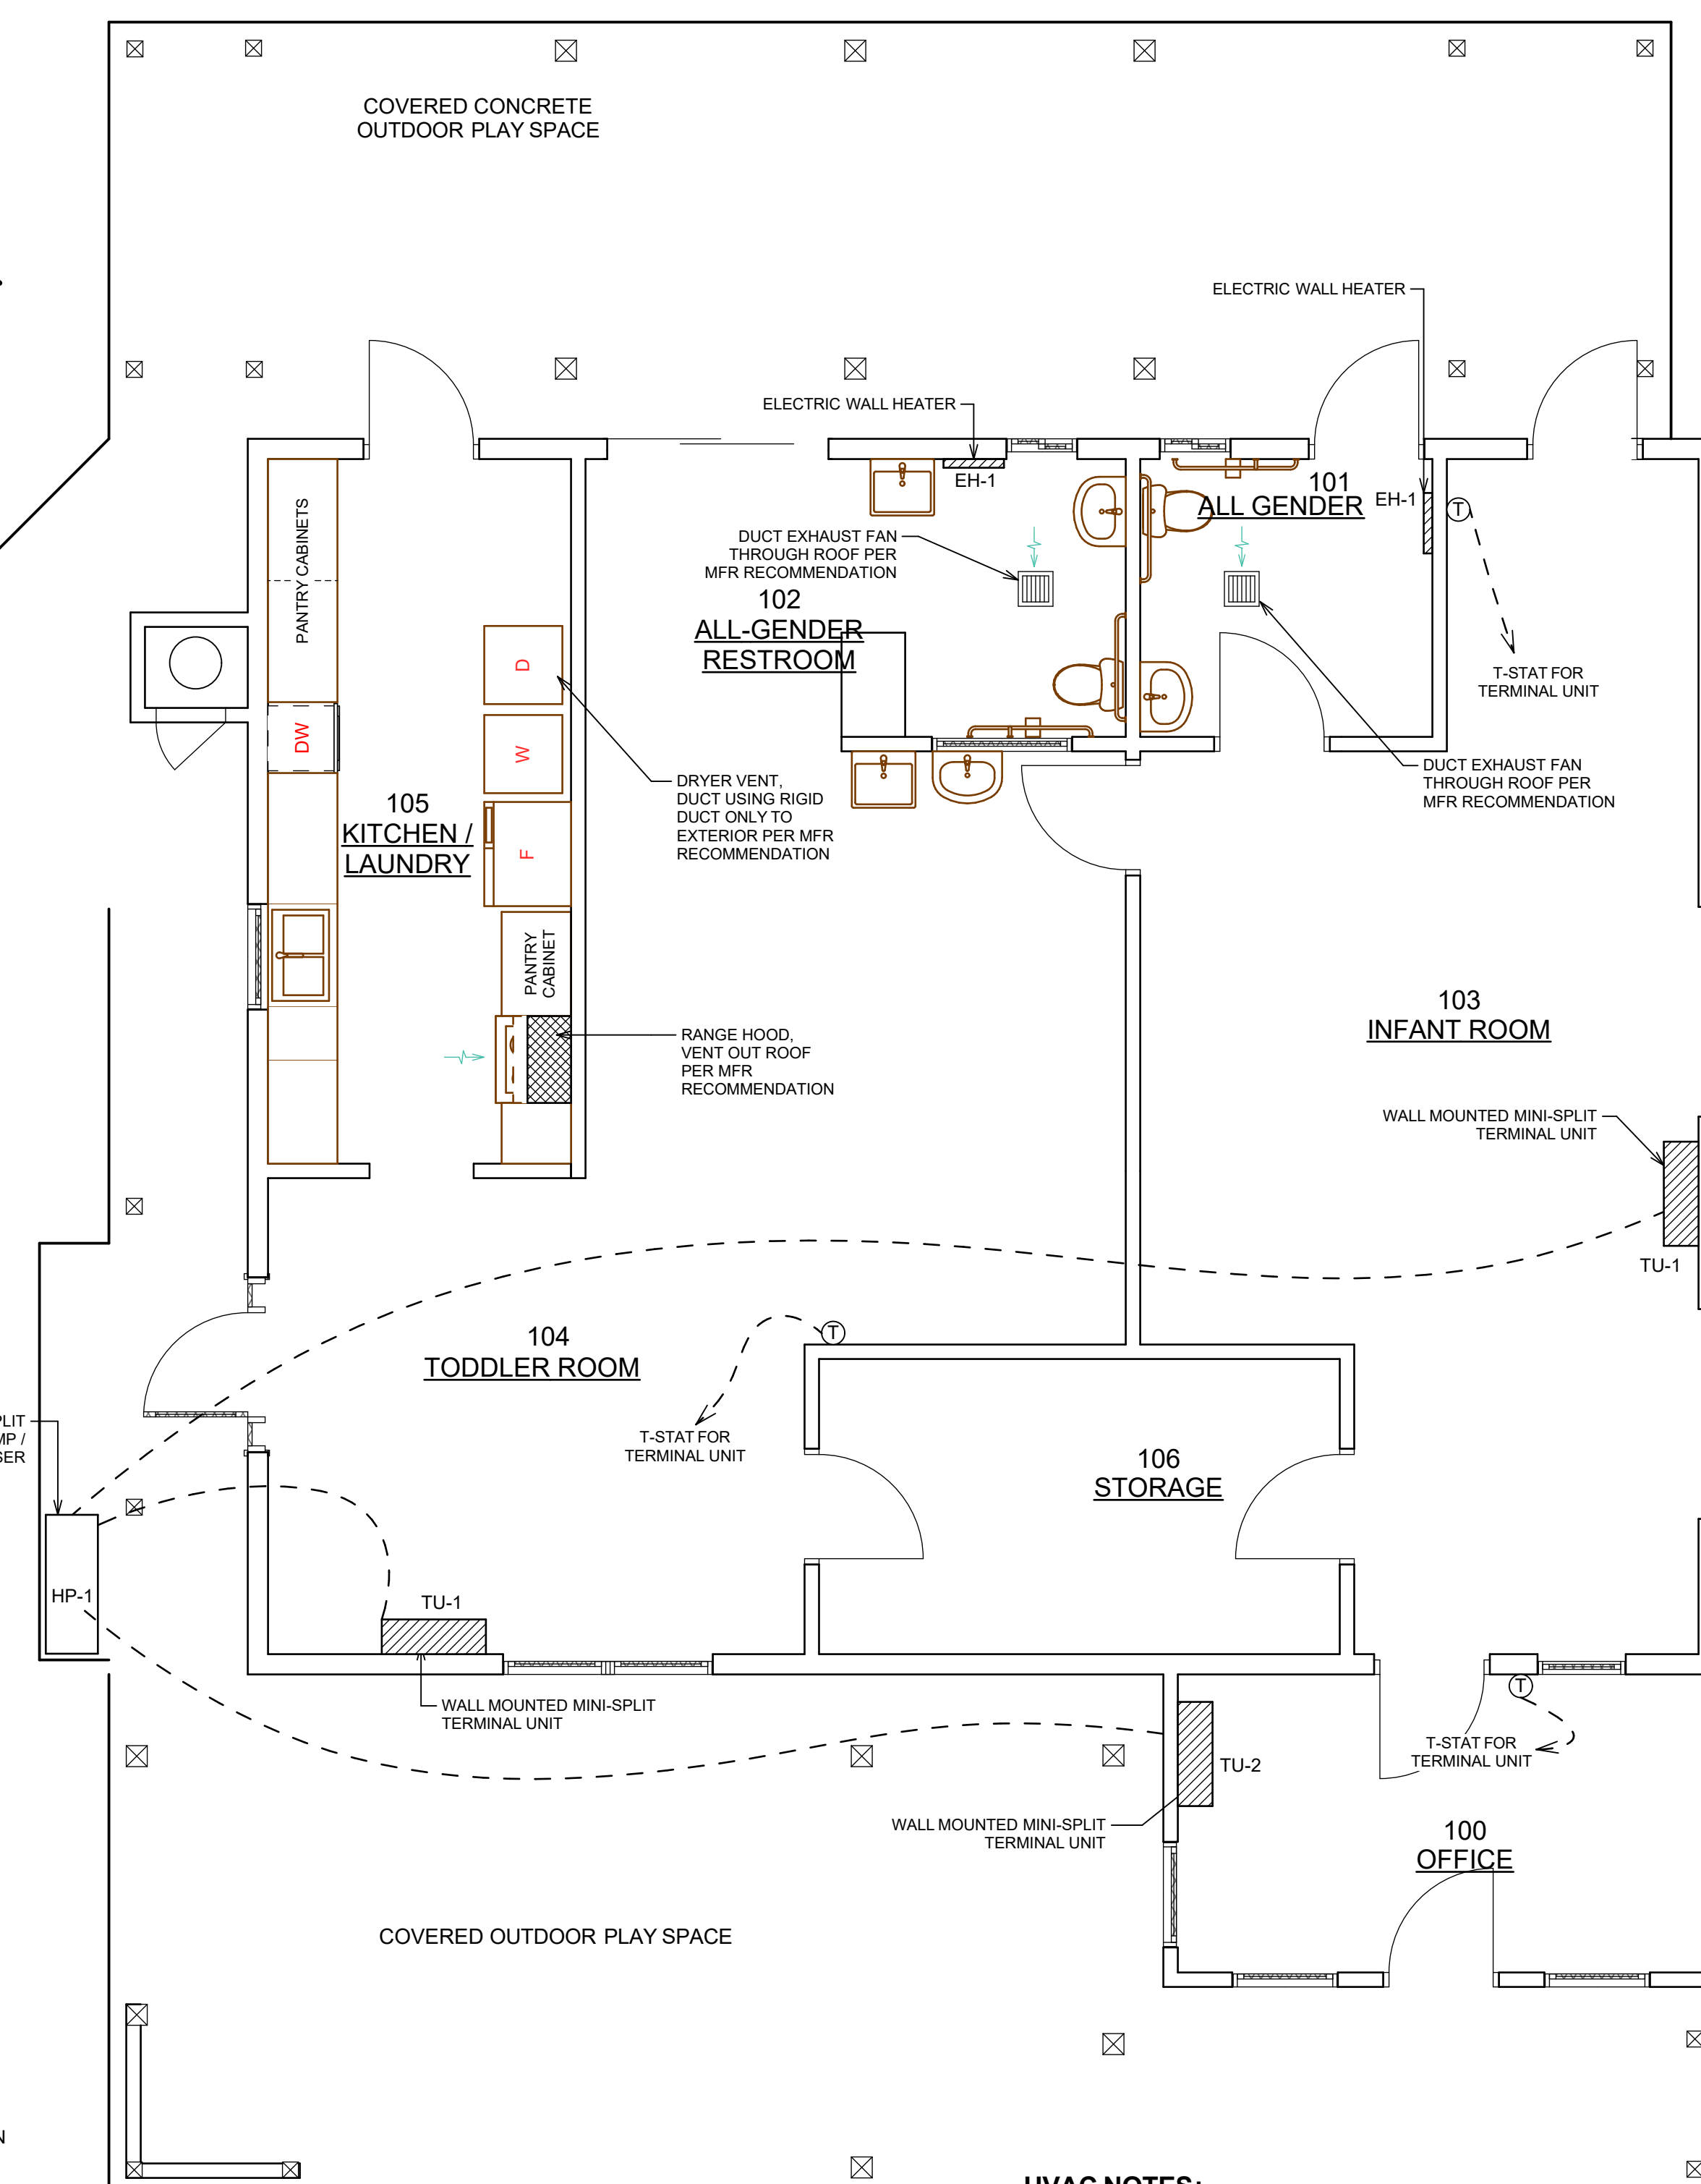 COVERED CONCRETE
OUTDOOR PLAY SPACE
ELECTRIC WALL HEATER
ELECTRIC WALL HEATER
EH-1
101
ALL GENDER
EH-1
T
PANTRY CABINETS
DUCT EXHAUST FAN
THROUGH ROOF PER
MFR RECOMMENDATION
102
ALL-GENDER
RESTROOM
D
T-STAT FOR
TERMINAL UNIT
DW
W
DRYER VENT,
DUCT USING RIGID
DUCT ONLY TO
EXTERIOR PER MFR
RECOMMENDATION
DUCT EXHAUST FAN
THROUGH ROOF PER
MFR RECOMMENDATION
105
KITCHEN /
LAUNDRY
F
PANTRY
CABINET
103
INFANT ROOM
RANGE HOOD,
VENT OUT ROOF
PER MFR
RECOMMENDATION
WALL MOUNTED MINI-SPLIT
TERMINAL UNIT
TU-1
104
TODDLER ROOM
T
T-STAT FOR
TERMINAL UNIT
106
STORAGE
HP-1
TU-1
WALL MOUNTED MINI-SPLIT
TERMINAL UNIT
T
T-STAT FOR
TERMINAL UNIT
TU-2
WALL MOUNTED MINI-SPLIT
TERMINAL UNIT
100
OFFICE
COVERED OUTDOOR PLAY SPACE
HVAC NOTES: